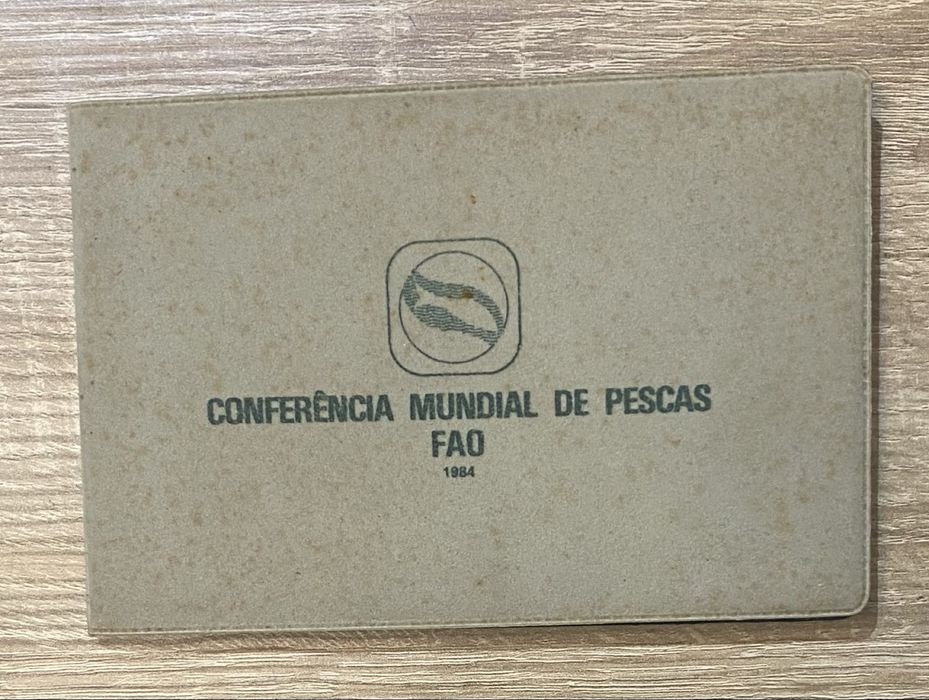 CONFERÊNCIA MUNDIAL DE PESCAS
FAO
1984